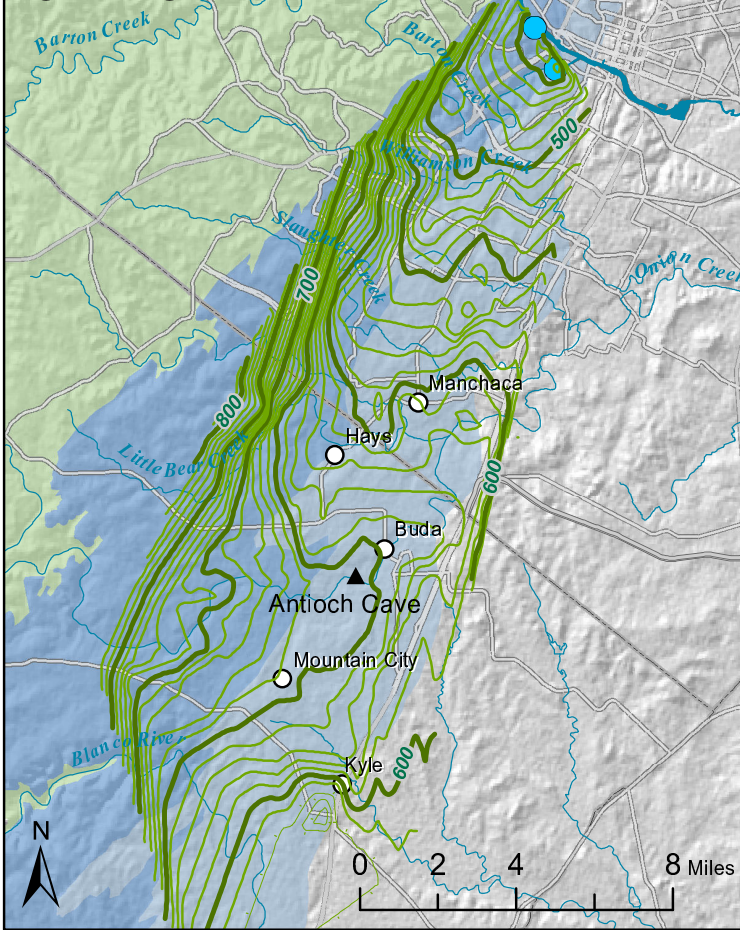 Barton Creek
Barton Creek
500
Williamson Creek
Slaughter Creek
Onion Creek
700
Manchaca
800
Hays
Little Bear Creek
600
Buda
Antioch Cave
Mountain City
Blanco River
Kyle
600
N
0 2 4 8 Miles